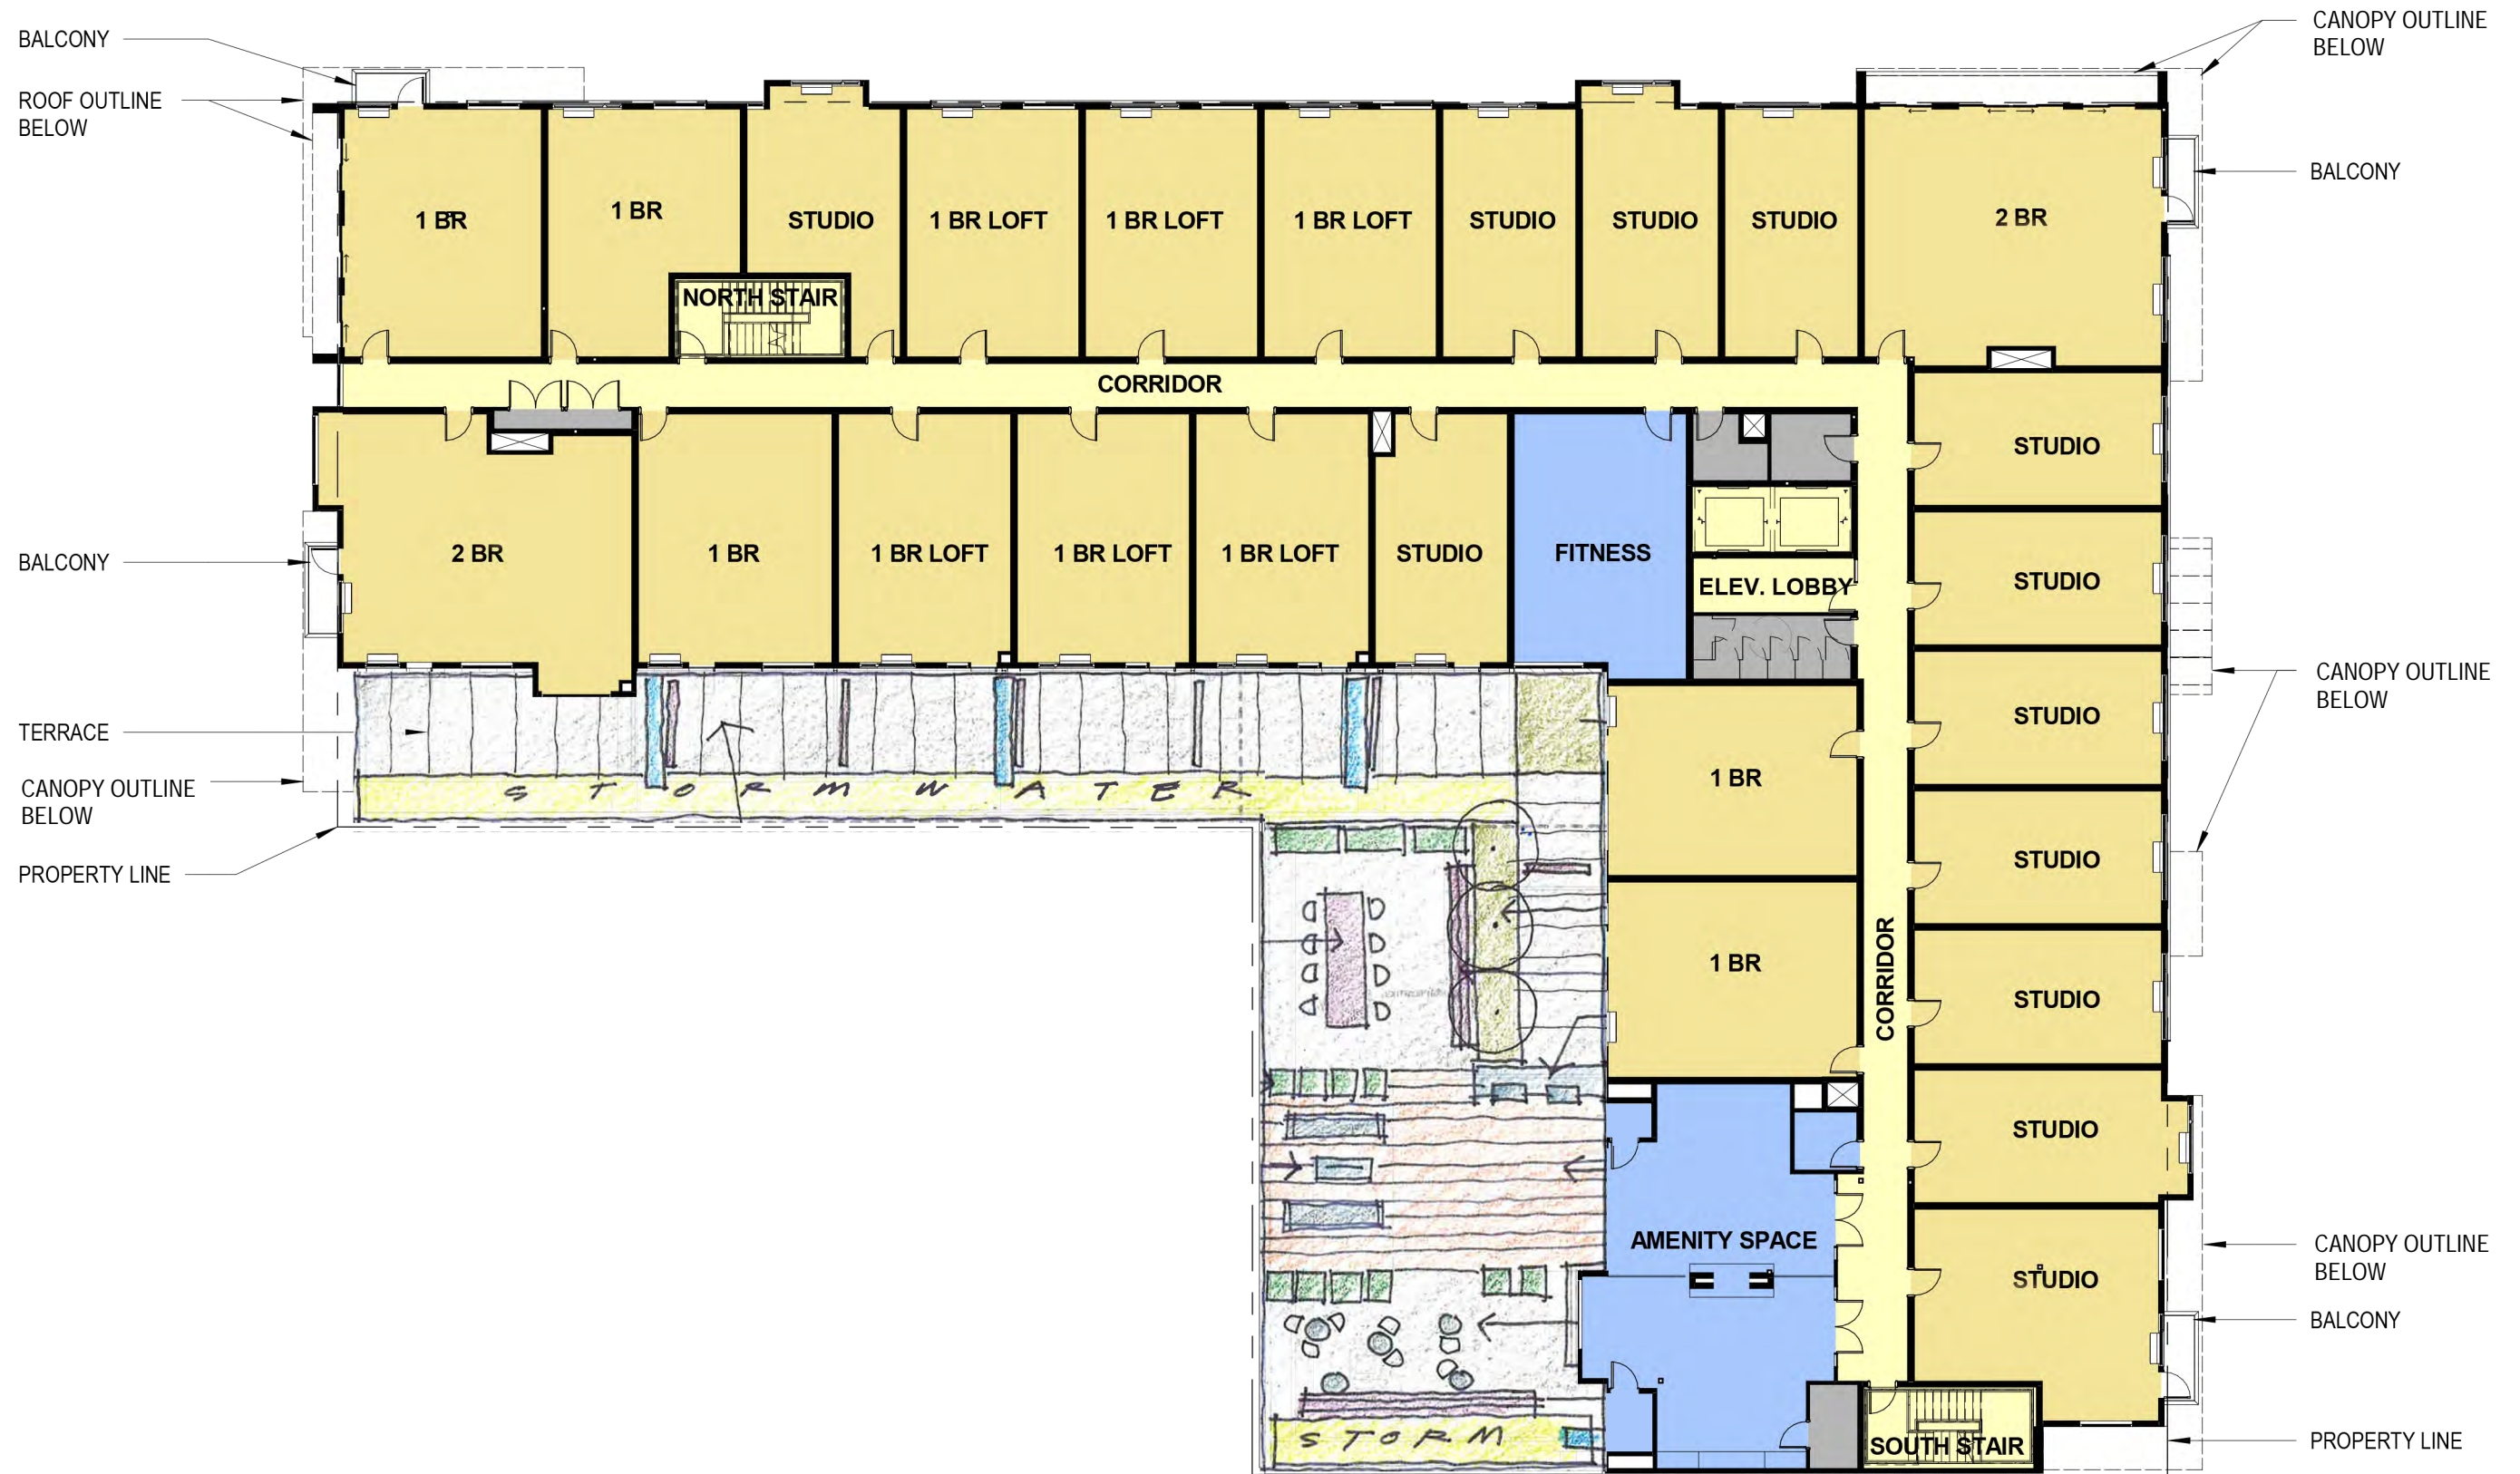 CANOPY OUTLINE
BELOW
BALCONY
ROOF OUTLINE
BELOW
BALCONY
1 BR
1 BR
STUDIO
1 BR LOFT
1 BR LOFT
1 BR LOFT
STUDIO
STUDIO
STUDIO
2 BR
NORTH STAIR
CORRIDOR
STUDIO
BALCONY
2 BR
1 BR
1 BR LOFT
1 BR LOFT
1 BR LOFT
STUDIO
FITNESS
ELEV. LOBBY
STUDIO
CANOPY OUTLINE
BELOW
TERRACE
STUDIO
1 BR
CANOPY OUTLINE
BELOW
STORMWATER
PROPERTY LINE
STUDIO
1 BR
CORRIDOR
STUDIO
STUDIO
AMENITY SPACE
CANOPY OUTLINE
BELOW
STUDIO
BALCONY
STORM
SOUTH STAIR
PROPERTY LINE